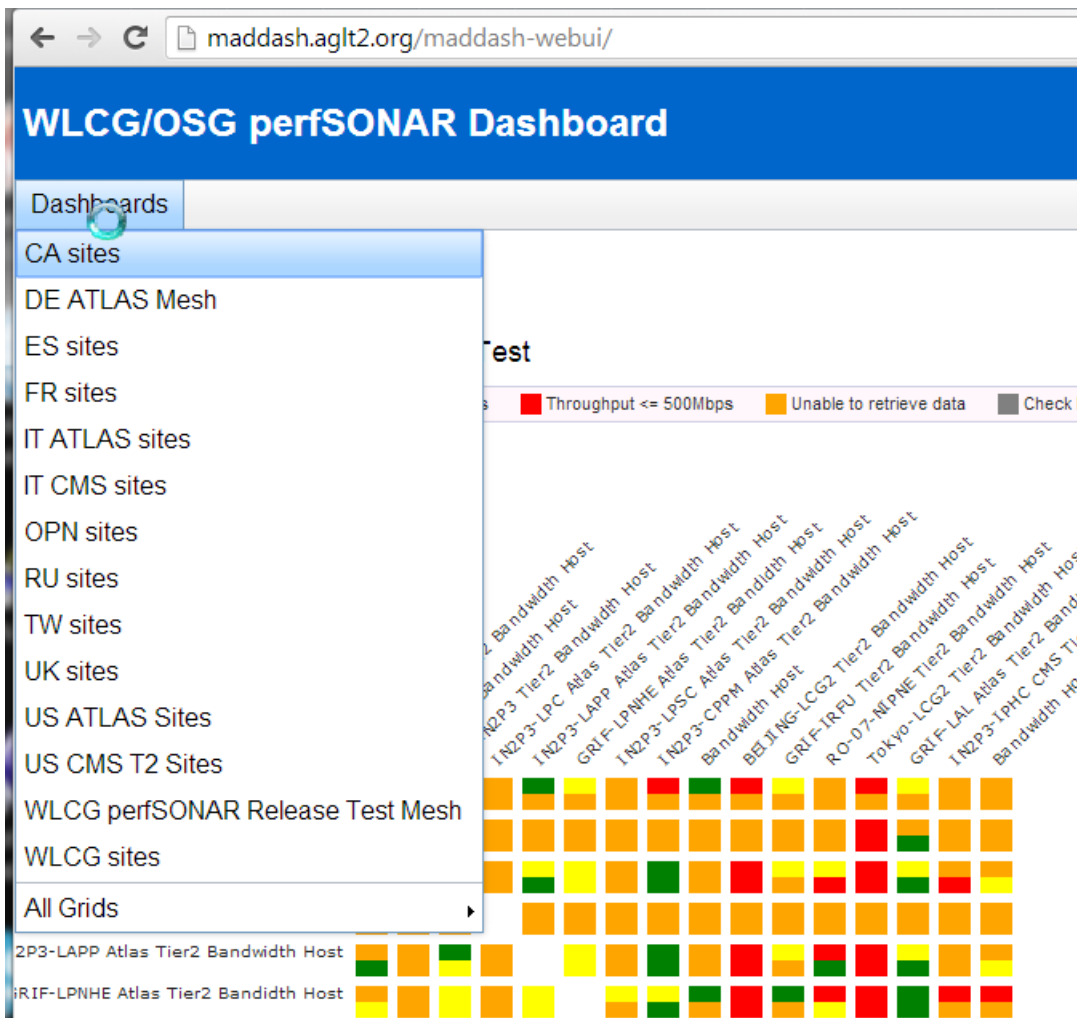 maddash.aglt2.org/maddash-webui/
WLCG/OSG perfSONAR Dashboard
Dashboards
CA sites
DE ATLAS Mesh
ES sites
FR sites
IT ATLAS sites
IT CMS sites
OPN sites
RU sites
TW sites
UK sites
US ATLAS Sites
US CMS T2 Sites
WLCG perfSONAR Release Test Mesh
WLCG sites
All Grids
Test
s
Throughput <= 500Mbps
Unable to retrieve data
Check
2 Bandwidth Host
andwidth Host
N2P3 Tier2 Bandwidth Host
IN2P3-LPC Atlas Tier2 Bandwidth Host
IN2P3-LAPP Atlas Tier2 Bandwidth Host
GRIF-LPNHE Atlas Tier2 Bandidth Host
IN2P3-LPSC Atlas Tier2 Bandwidth Host
IN2P3-CPPM Atlas Tier2 Bandwidth Host
Bandwidth Host
BEIJING-LCG2 Tier2 Bandwidth Host
GRIF-IRFU Tier2 Bandwidth Host
RO-07-NIPNE Tier2 Bandwidth Host
Tokyo-LCG2 Tier2 Bandwidth Hos
GRIF-LAL Atlas Tier2 Band
IN2P3-IPHC CMS Ti
Bandwidth Ho
2P3-LAPP Atlas Tier2 Bandwidth Host
GRIF-LPNHE Atlas Tier2 Bandidth Host